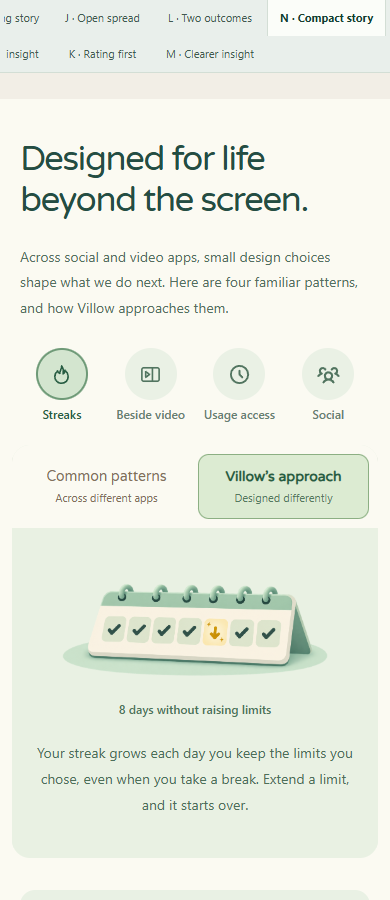 ng story J · Open spread L · Two outcomes N · Compact story
insight K · Rating first M · Clearer insight
Designed for life
beyond the screen.
Across social and video apps, small design choices
shape what we do next. Here are four familiar patterns,
and how Villow approaches them.
Streaks Beside video Usage access Social
Common patterns Villow's approach
Across different apps Designed differently
8 days without raising limits
Your streak grows each day you keep the limits you
chose, even when you take a break. Extend a limit,
and it starts over.